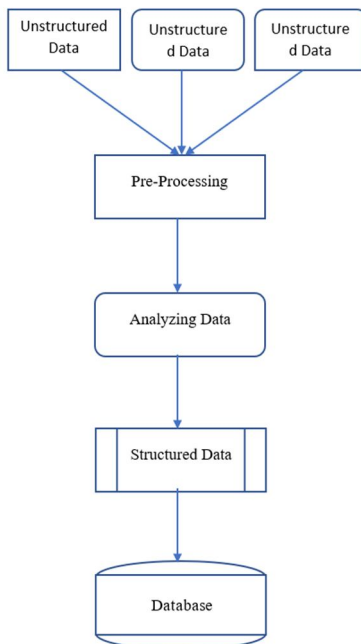 Unstructured
Data
Unstructure
d Data
Unstructure
d Data
Pre-Processing
Analyzing Data
Structured Data
Database